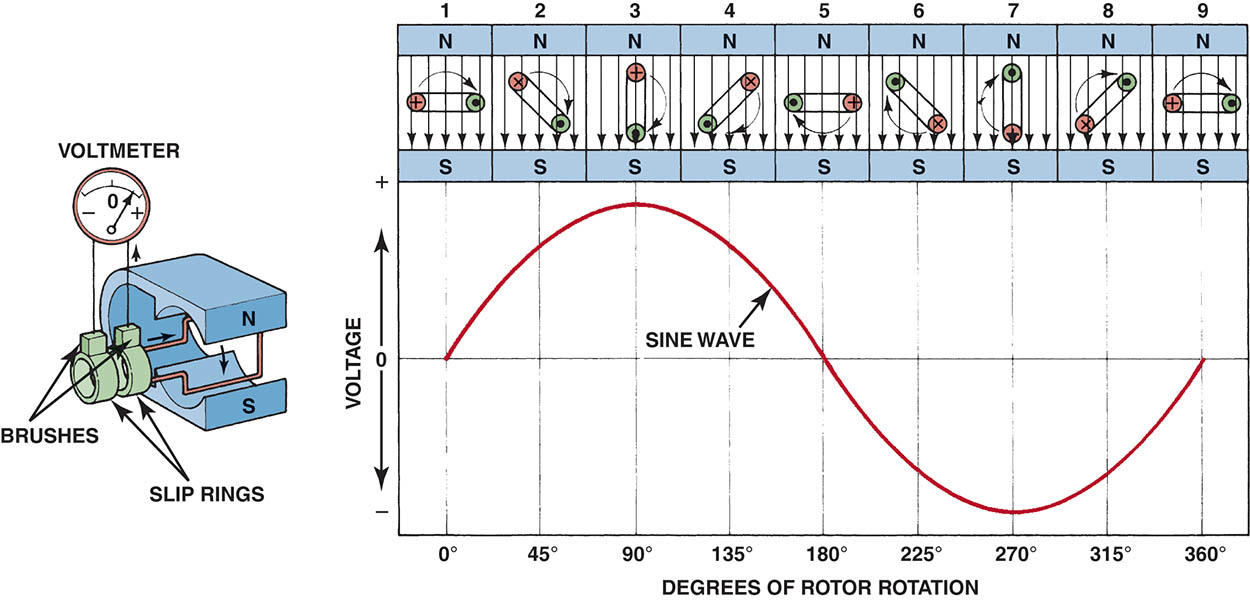 1 2 3 4 5 6 7 8 9
N N N N N N N N N
S S S S S S S S S
VOLTMETER
0
− +
N
S
BRUSHES
SLIP RINGS
+
VOLTAGE
0
−
SINE WAVE
0° 45° 90° 135° 180° 225° 270° 315° 360°
DEGREES OF ROTOR ROTATION